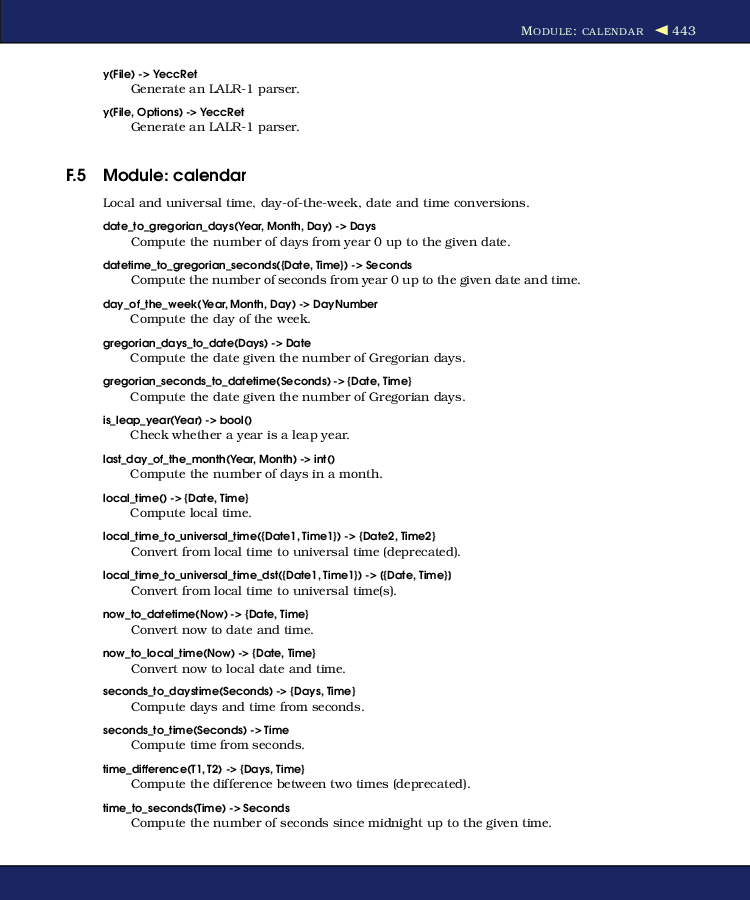 MODULE: CALENDAR ◀ 443
y(File) -> YeccRet
Generate an LALR-1 parser.
y(File, Options) -> YeccRet
Generate an LALR-1 parser.
F.5 Module: calendar
Local and universal time, day-of-the-week, date and time conversions.
date_to_gregorian_days(Year, Month, Day) -> Days
Compute the number of days from year 0 up to the given date.
datetime_to_gregorian_seconds({Date, Time}) -> Seconds
Compute the number of seconds from year 0 up to the given date and time.
day_of_the_week(Year, Month, Day) -> DayNumber
Compute the day of the week.
gregorian_days_to_date(Days) -> Date
Compute the date given the number of Gregorian days.
gregorian_seconds_to_datetime(Seconds) -> {Date, Time}
Compute the date given the number of Gregorian days.
is_leap_year(Year) -> bool()
Check whether a year is a leap year.
last_day_of_the_month(Year, Month) -> int()
Compute the number of days in a month.
local_time() -> {Date, Time}
Compute local time.
local_time_to_universal_time({Date1, Time1}) -> {Date2, Time2}
Convert from local time to universal time (deprecated).
local_time_to_universal_time_dst({Date1, Time1}) -> [{Date, Time}]
Convert from local time to universal time(s).
now_to_datetime(Now) -> {Date, Time}
Convert now to date and time.
now_to_local_time(Now) -> {Date, Time}
Convert now to local date and time.
seconds_to_daystime(Seconds) -> {Days, Time}
Compute days and time from seconds.
seconds_to_time(Seconds) -> Time
Compute time from seconds.
time_difference(T1, T2) -> {Days, Time}
Compute the difference between two times (deprecated).
time_to_seconds(Time) -> Seconds
Compute the number of seconds since midnight up to the given time.